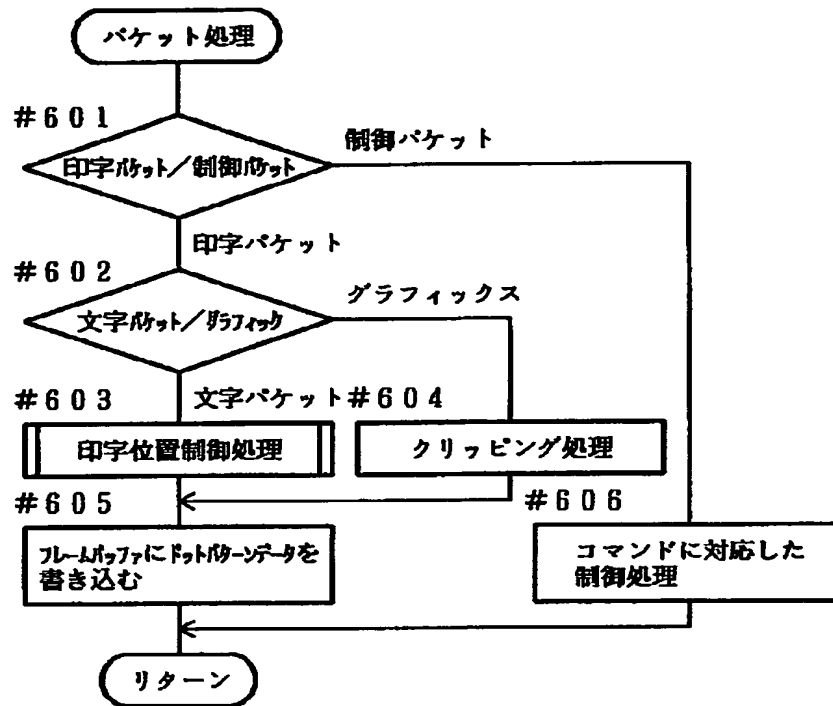 パケット処理
#601
制御パケット
印字パケット/制御パケット
印字パケット
#602
グラフィックス
文字パケット/グラフィック
#603
文字パケット
#604
印字位置制御処理
クリッピング処理
#605
#606
フレームバッファにドットパターンデータを
書き込む
コマンドに対応した
制御処理
リターン